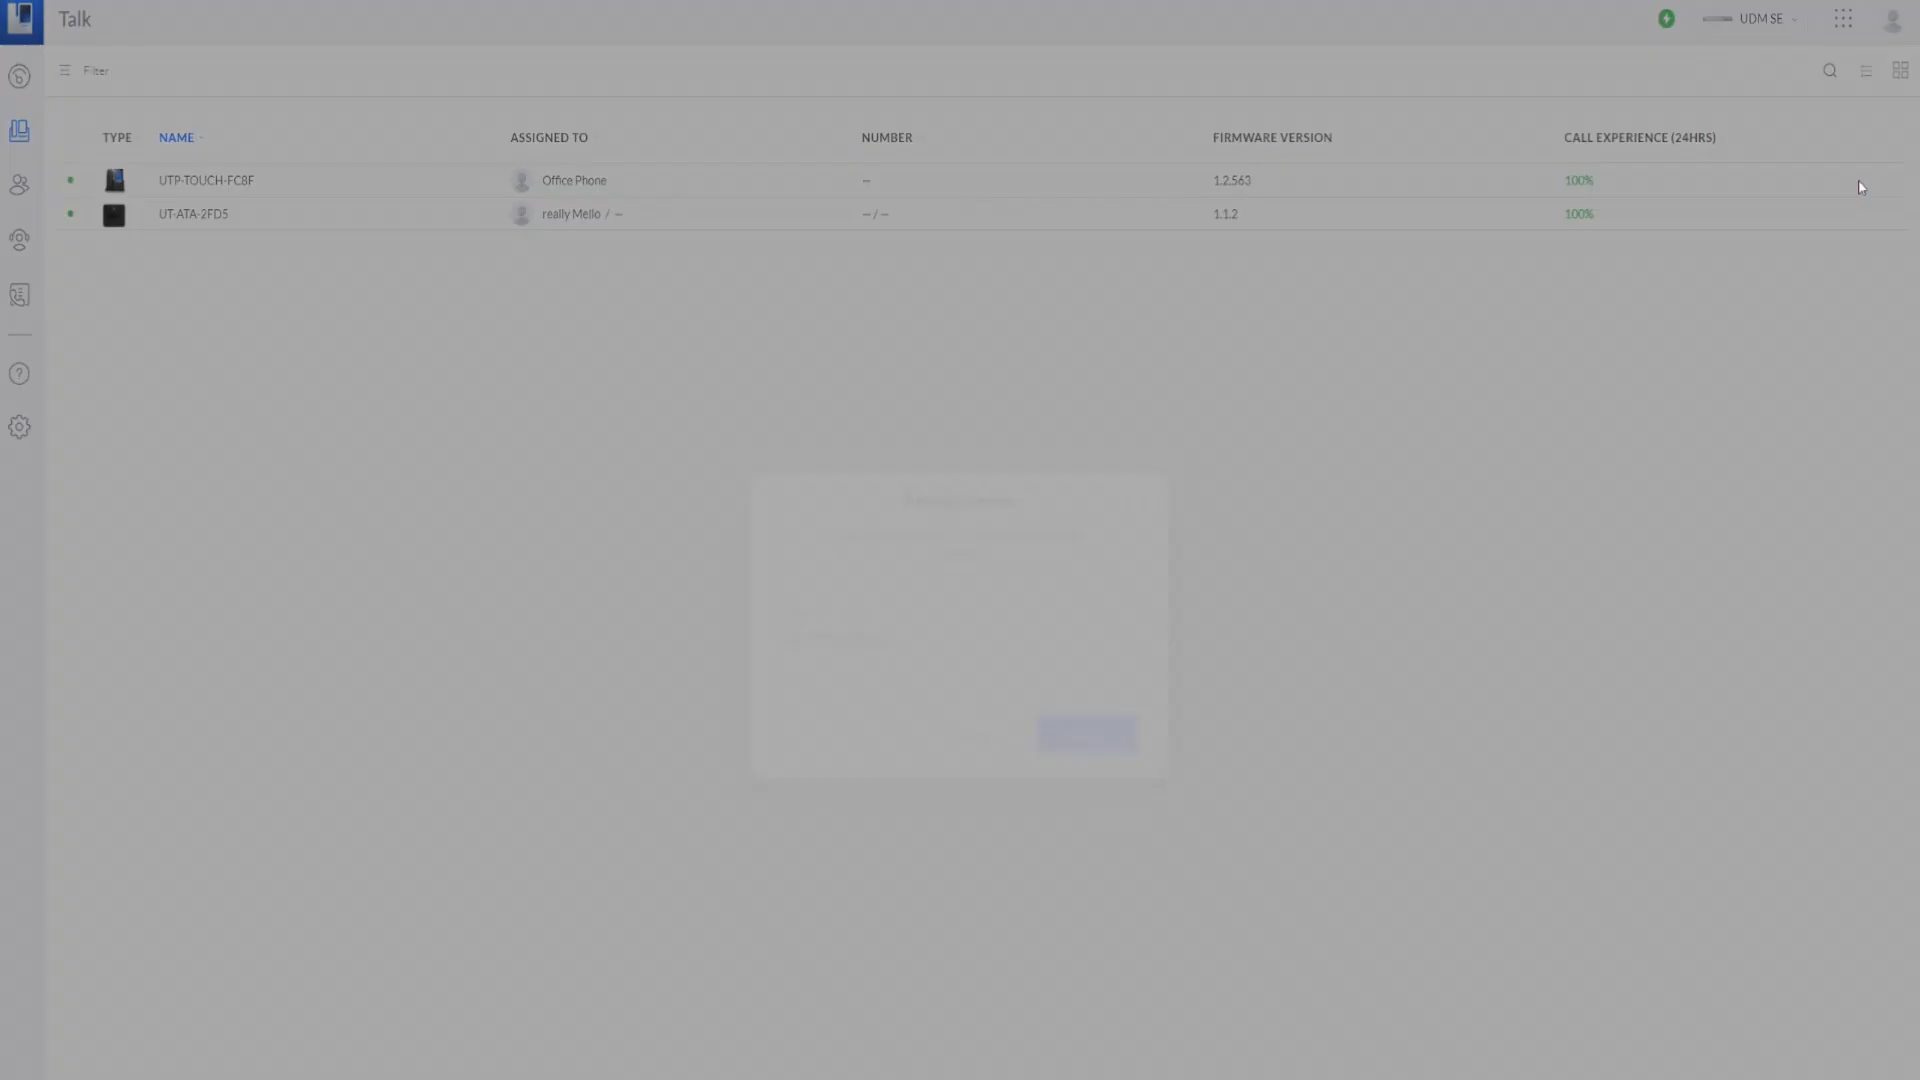 Talk
UDM SE
Filter
TYPE NAME ASSIGNED TO NUMBER FIRMWARE VERSION CALL EXPERIENCE (24HRS)
UTP-TOUCH-FC8F Office Phone — 1.2.563 100%
UT-ATA-2FD5 really Mello / — — / — 1.1.2 100%